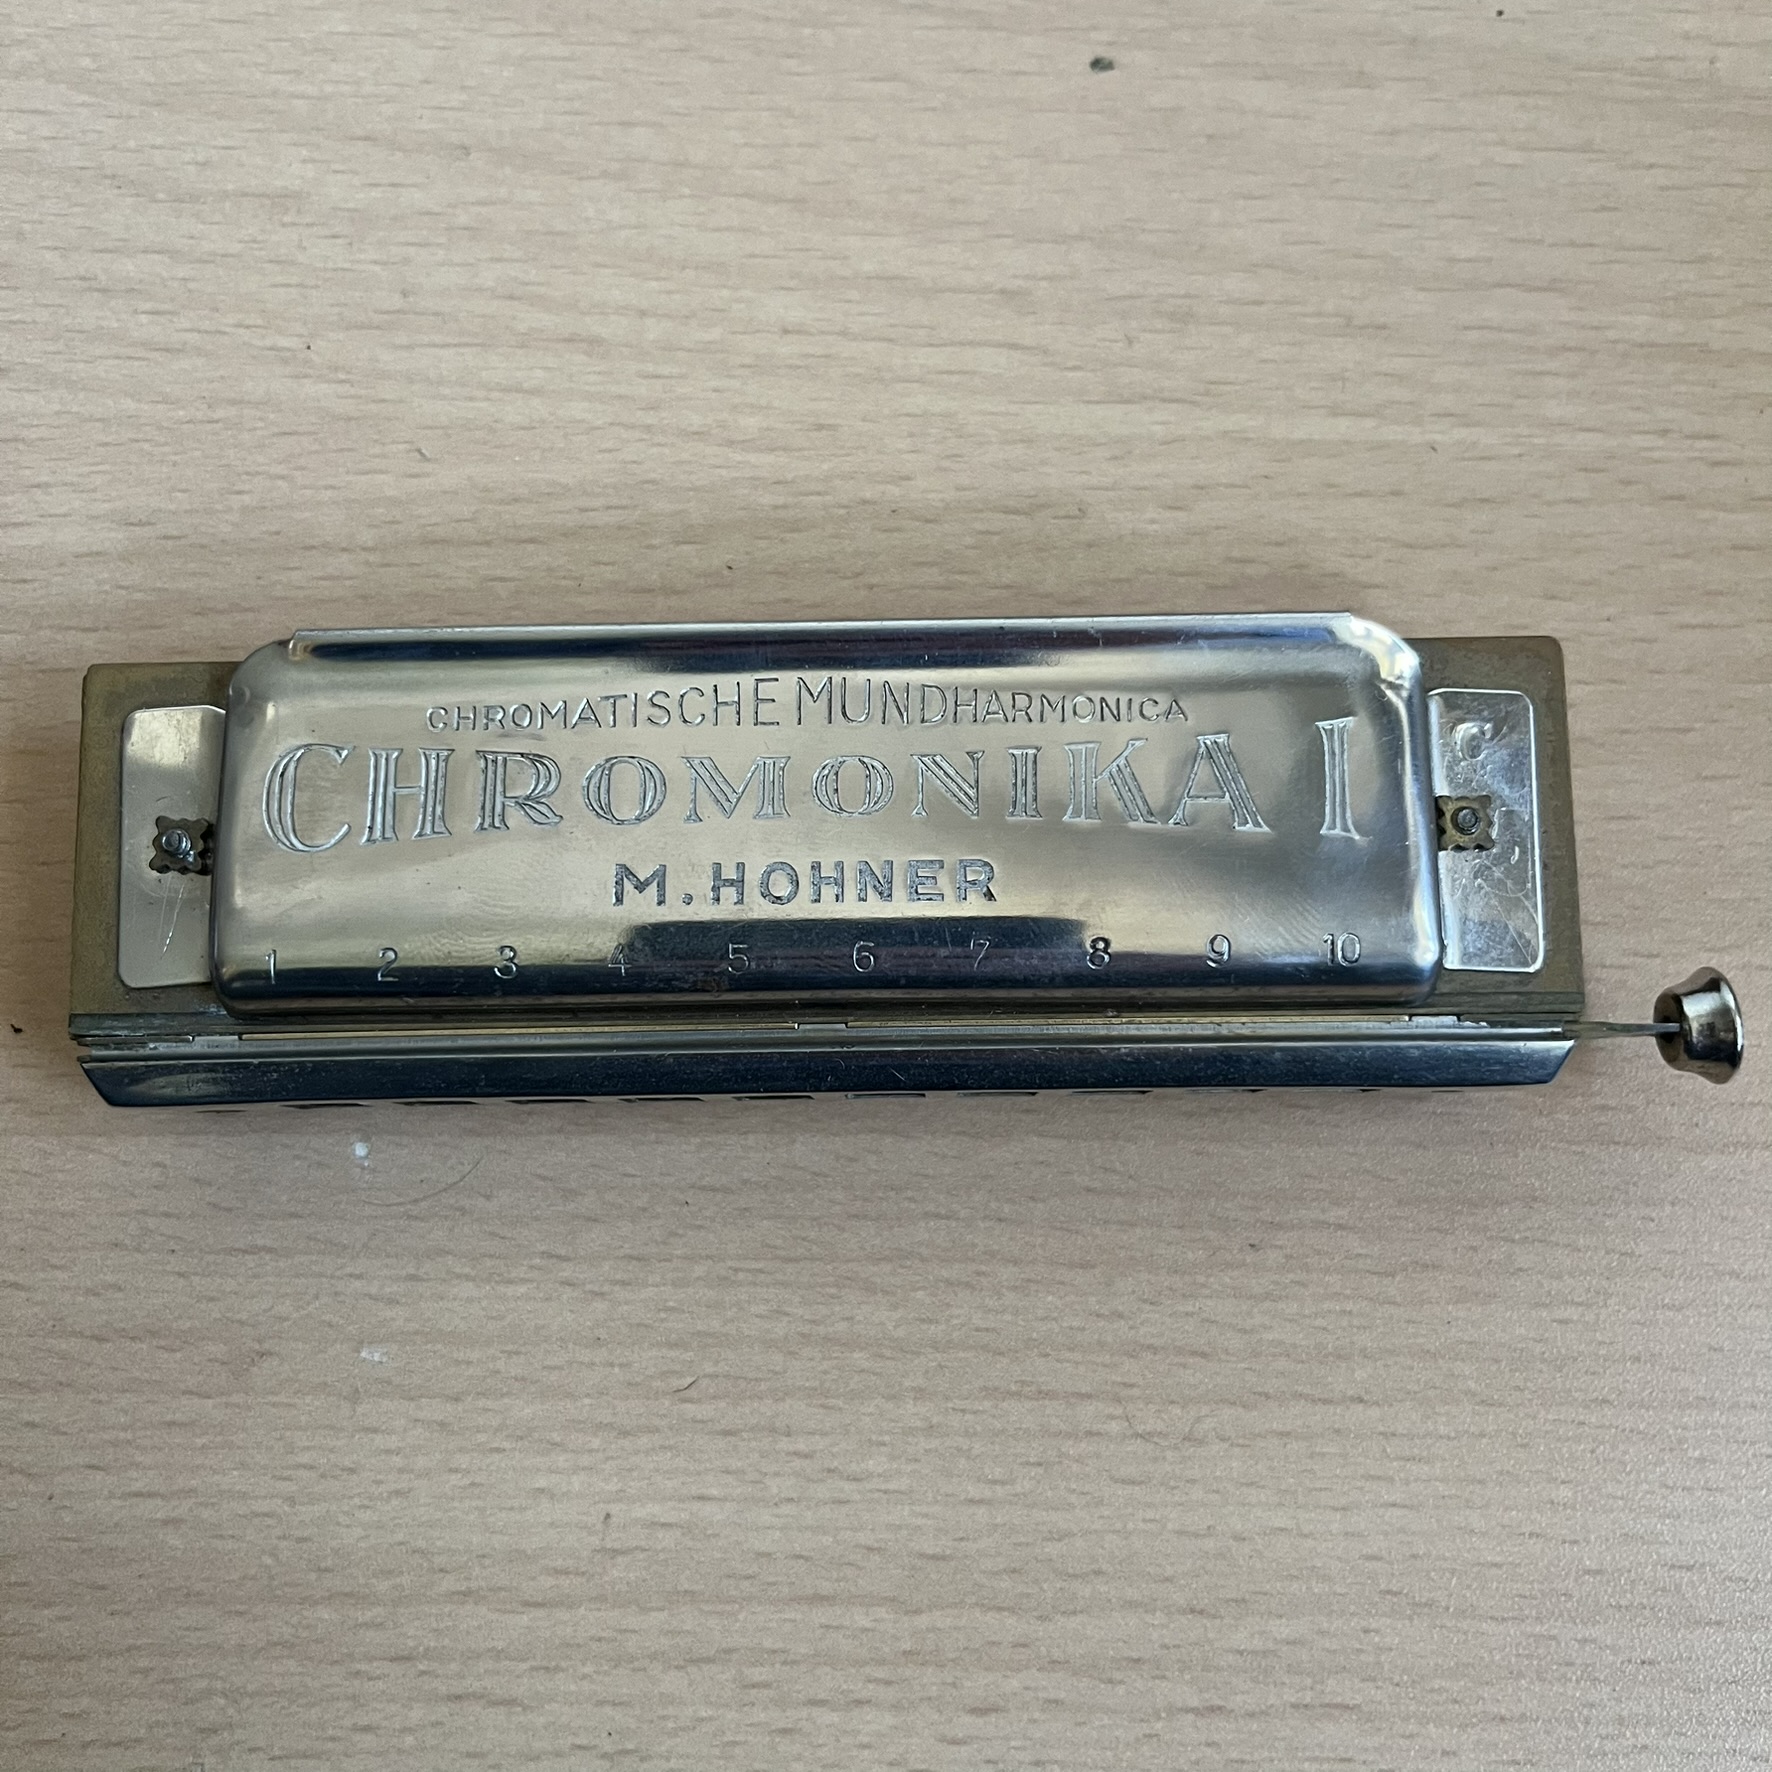 CHROMATISCHE MUNDHARMONICA
CHROMONIKA I
C
M. HOHNER
1 2 3 4 5 6 7 8 9 10